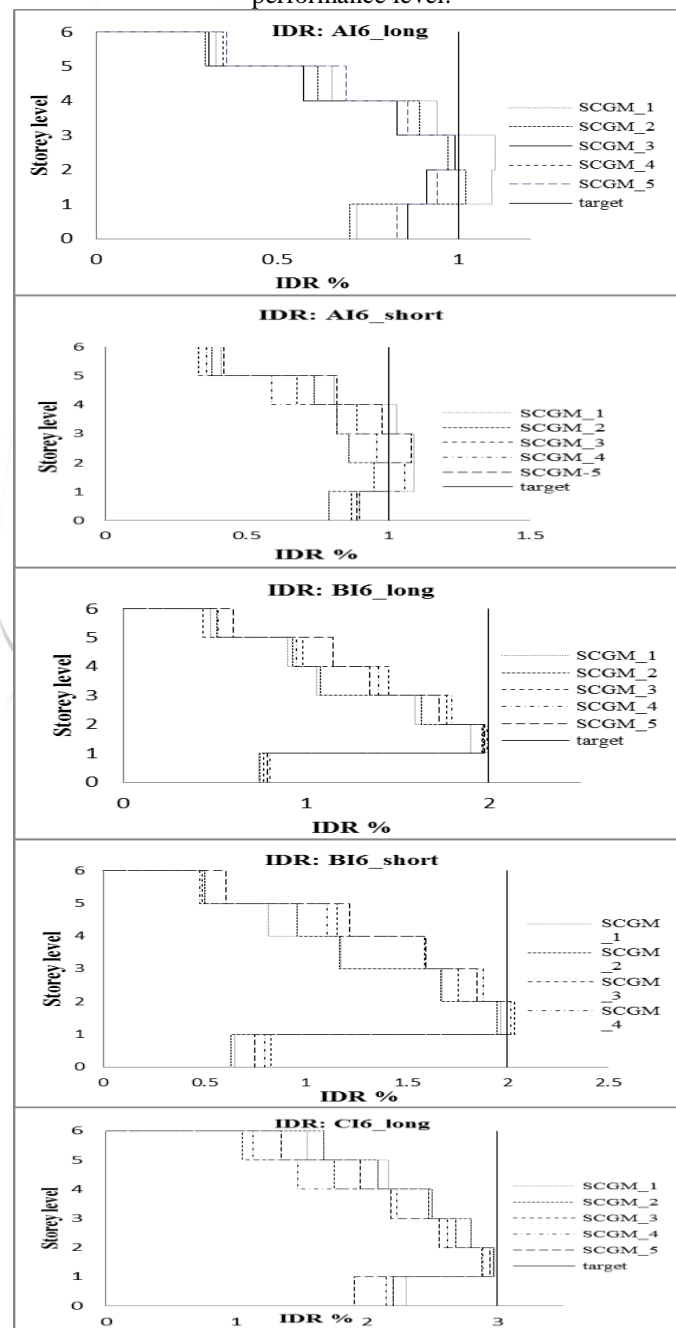 performance level.
IDR: AI6_long
Storey level
6
5
4
3
2
1
0
0 0.5 1
IDR %
SCGM_1
SCGM_2
SCGM_3
SCGM_4
SCGM_5
target
IDR: AI6_short
Storey level
6
5
4
3
2
1
0
0 0.5 1 1.5
IDR %
SCGM_1
SCGM_2
SCGM_3
SCGM_4
SCGM-5
target
IDR: BI6_long
Storey level
6
5
4
3
2
1
0
0 1 2
IDR %
SCGM_1
SCGM_2
SCGM_3
SCGM_4
SCGM_5
target
IDR: BI6_short
Storey level
6
5
4
3
2
1
0
0 0.5 1 1.5 2 2.5
IDR %
SCGM
_1
SCGM
_2
SCGM
_3
SCGM
_4
IDR: CI6_long
Storey level
6
5
4
3
2
1
0
0 1 2 3
IDR %
SCGM_1
SCGM_2
SCGM_3
SCGM_4
SCGM_5
target